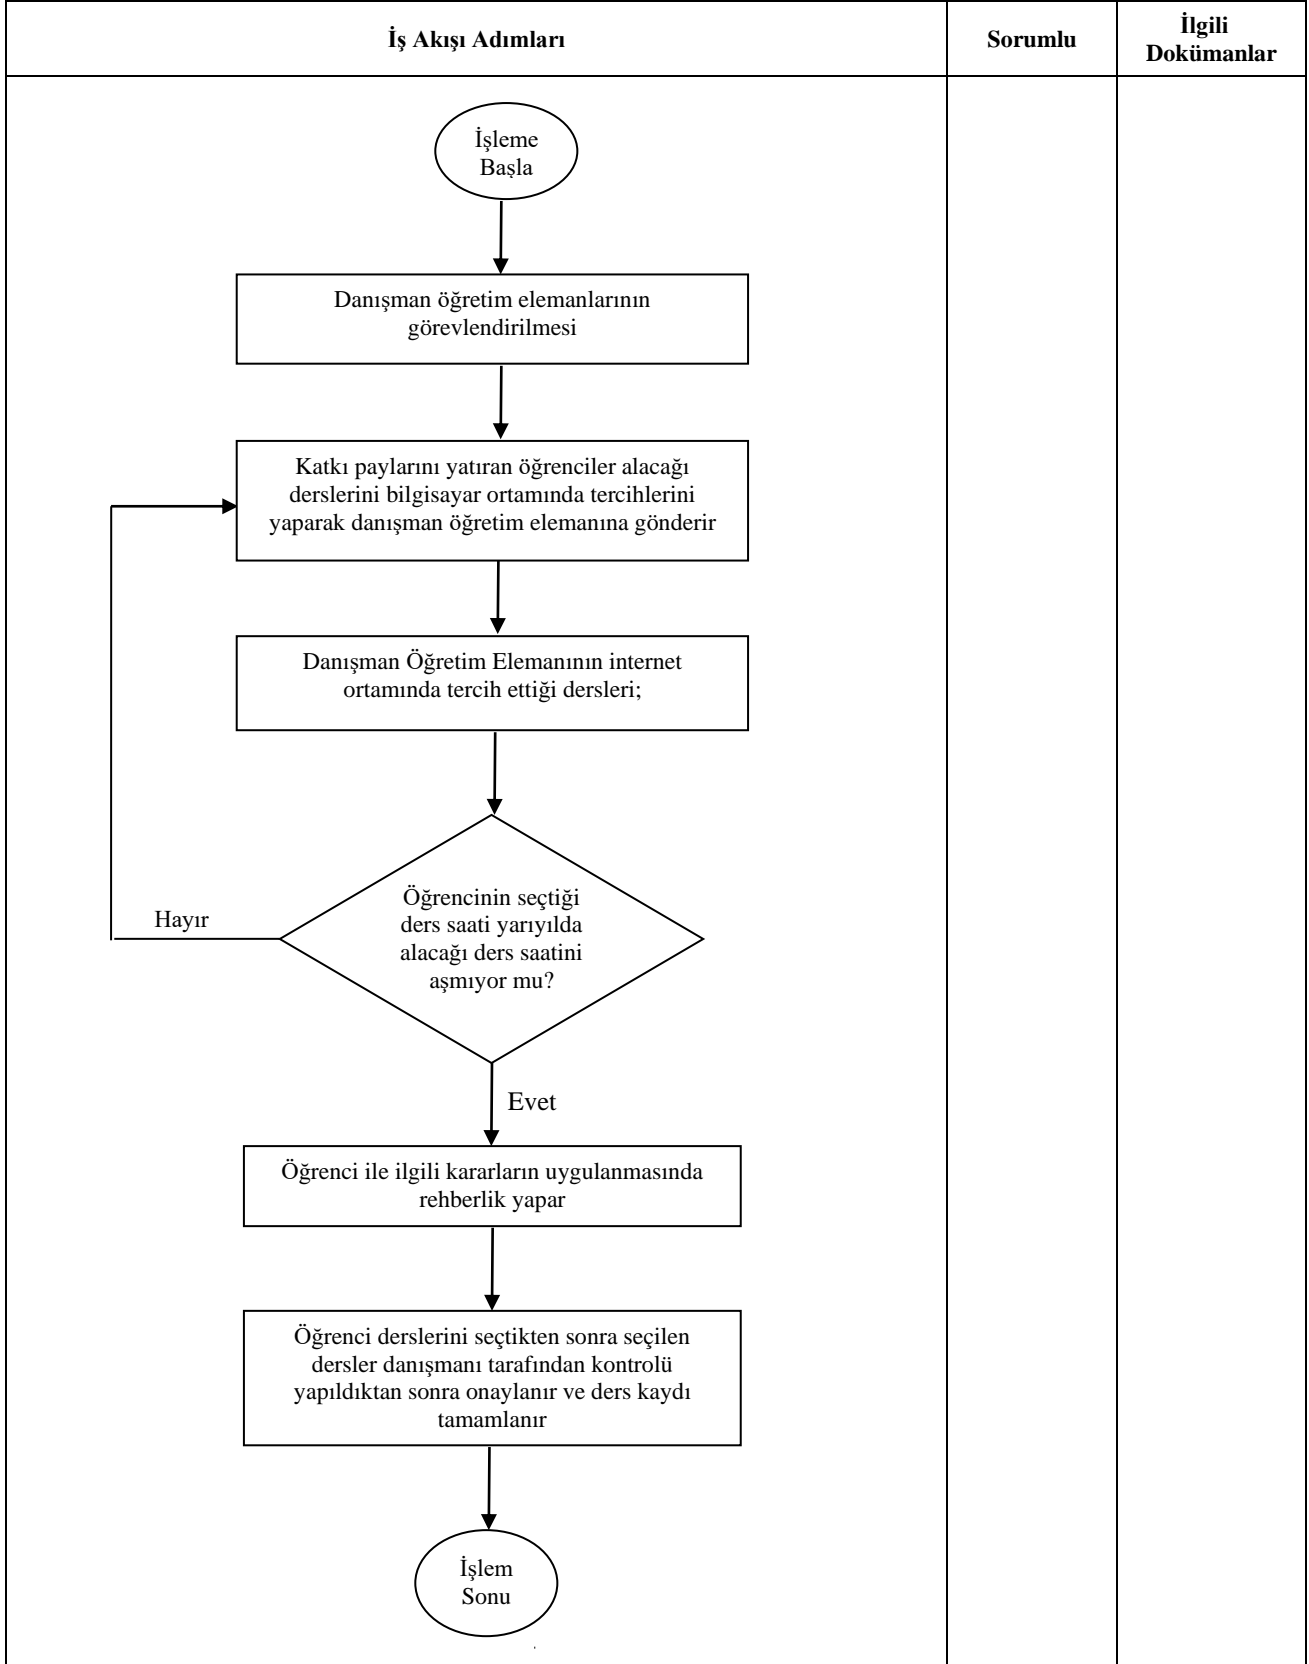 İş Akışı Adımları
Sorumlu
İlgili
Dokümanlar
İşleme
Başla
Danışman öğretim elemanlarının
görevlendirilmesi
Katkı paylarını yatıran öğrenciler alacağı
derslerini bilgisayar ortamında tercihlerini
yaparak danışman öğretim elemanına gönderir
Danışman Öğretim Elemanının internet
ortamında tercih ettiği dersleri;
Öğrencinin seçtiği
ders saati yarıyılda
alacağı ders saatini
aşmıyor mu?
Hayır
Evet
Öğrenci ile ilgili kararların uygulanmasında
rehberlik yapar
Öğrenci derslerini seçtikten sonra seçilen
dersler danışmanı tarafından kontrolü
yapıldıktan sonra onaylanır ve ders kaydı
tamamlanır
İşlem
Sonu